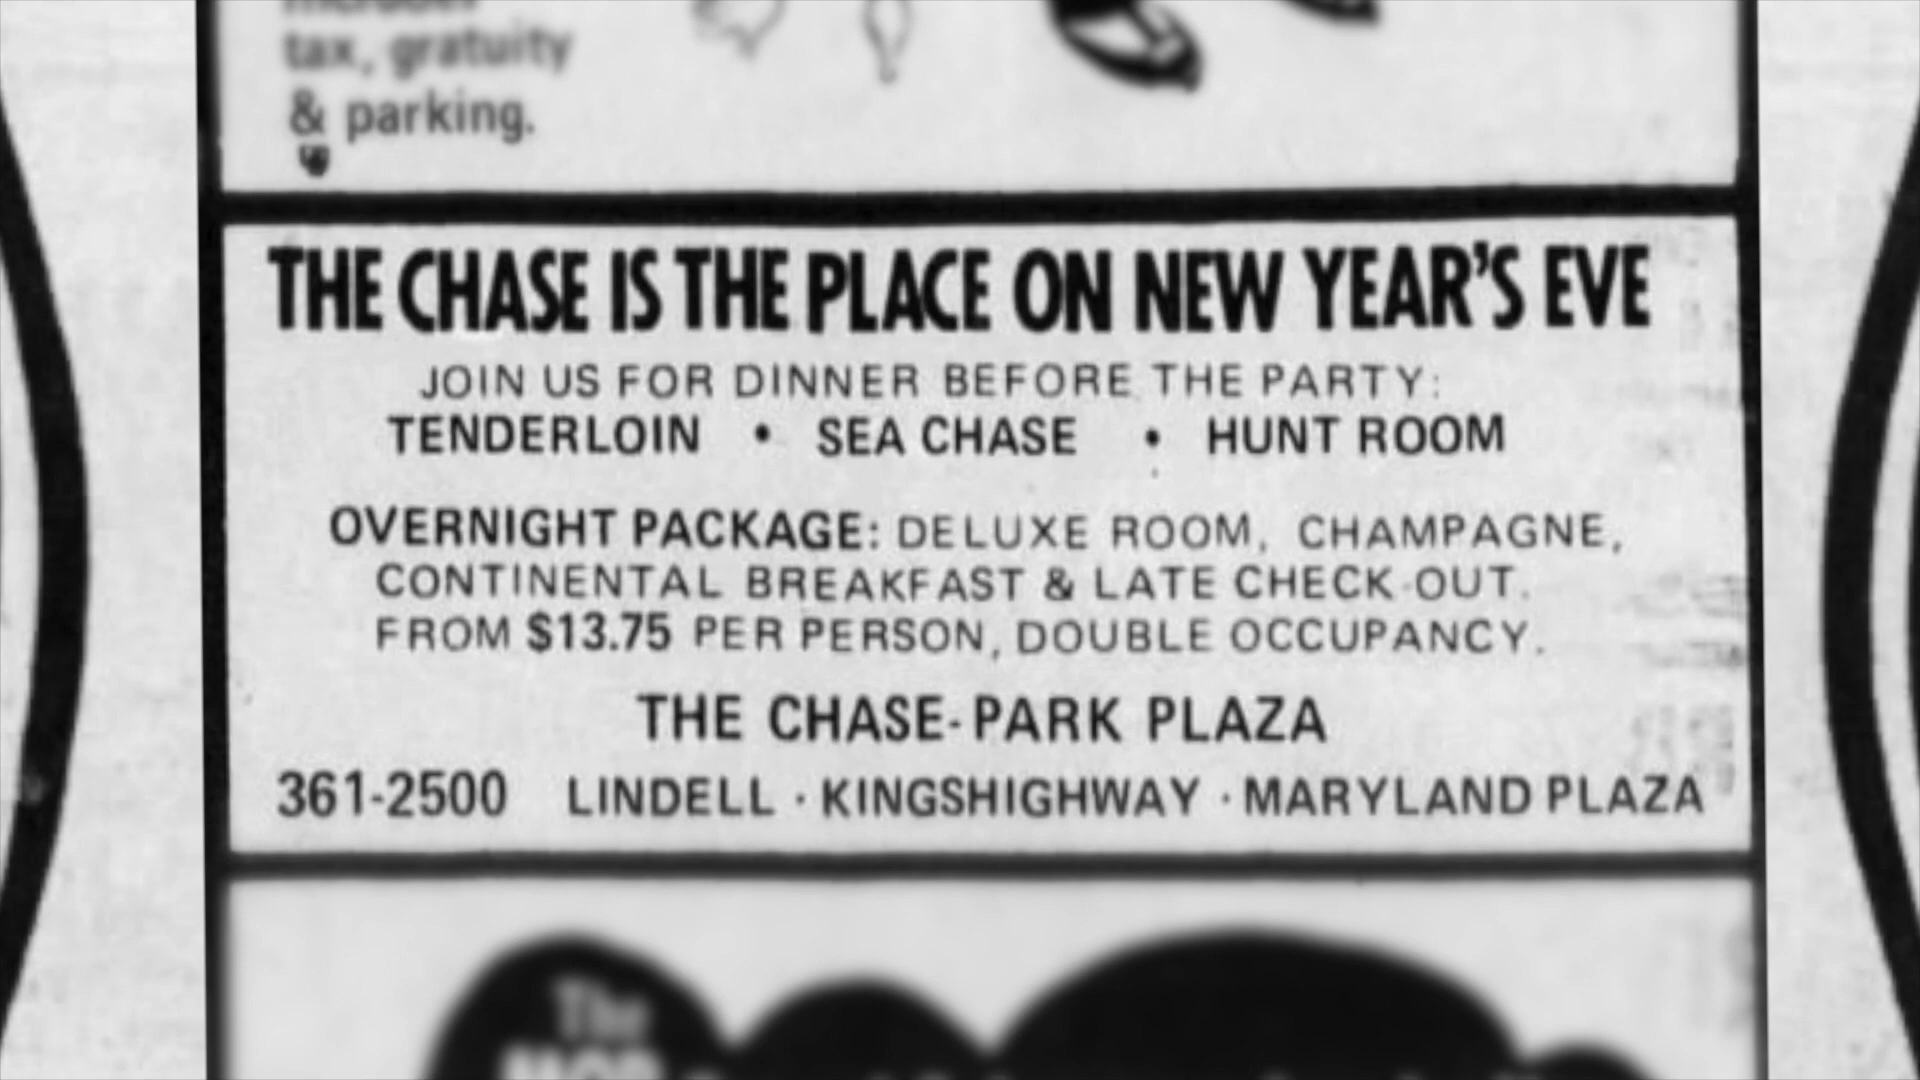 tax, gratuity
& parking.
THE CHASE IS THE PLACE ON NEW YEAR'S EVE
JOIN US FOR DINNER BEFORE THE PARTY:
TENDERLOIN • SEA CHASE • HUNT ROOM
OVERNIGHT PACKAGE: DELUXE ROOM, CHAMPAGNE,
CONTINENTAL BREAKFAST & LATE CHECK-OUT.
FROM $13.75 PER PERSON, DOUBLE OCCUPANCY.
THE CHASE-PARK PLAZA
361-2500 LINDELL · KINGSHIGHWAY · MARYLAND PLAZA
The